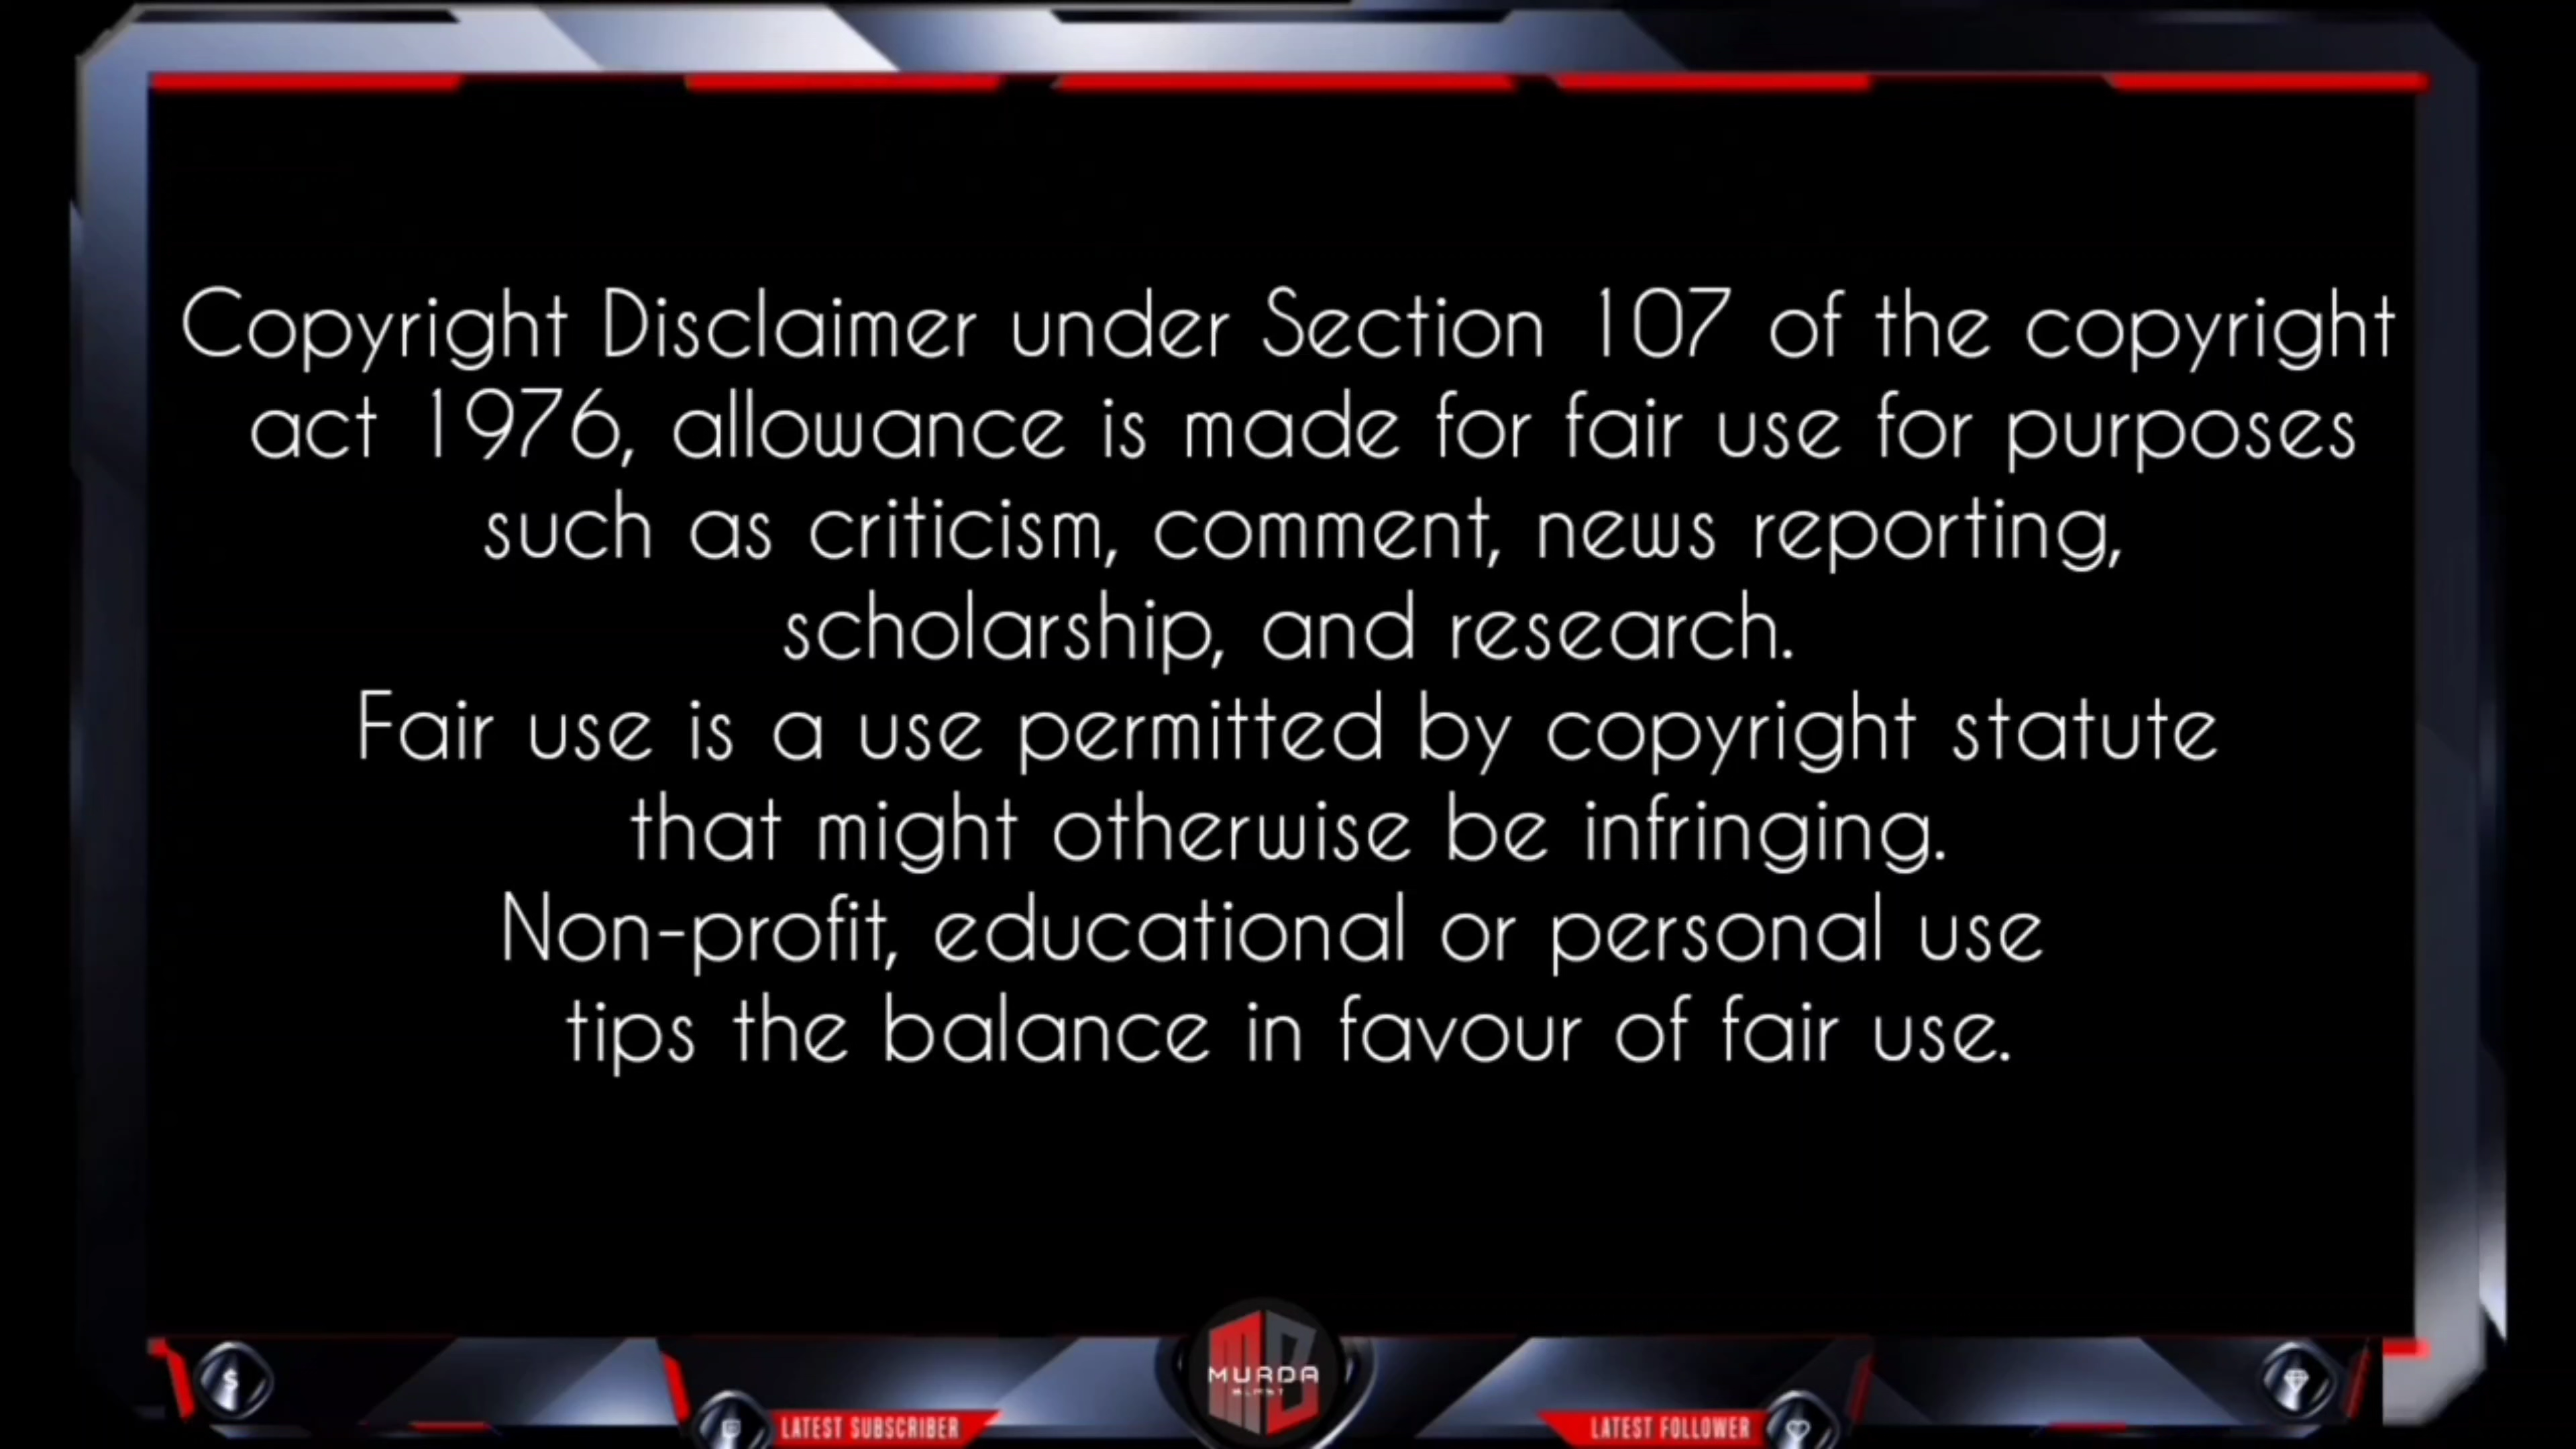 Copyright Disclaimer under Section 107 of the copyright
act 1976, allowance is made for fair use for purposes
such as criticism, comment, news reporting,
scholarship, and research.
Fair use is a use permitted by copyright statute
that might otherwise be infringing.
Non-profit, educational or personal use
tips the balance in favour of fair use.
MURDA
LATEST SUBSCRIBER
LATEST FOLLOWER